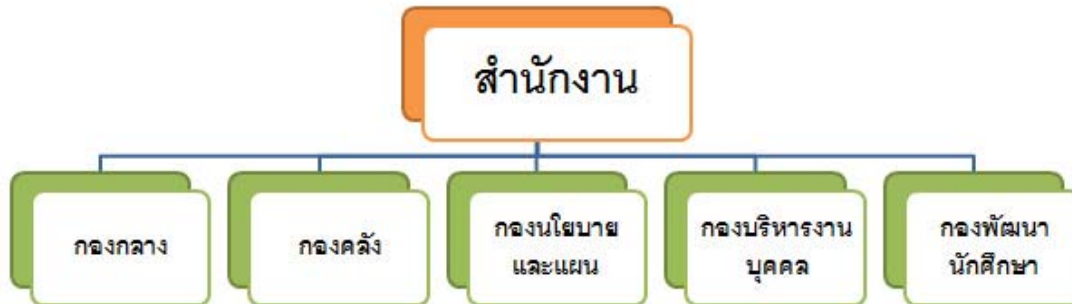 สำนักงาน
กองกลาง
กองคลัง
กองนโยบาย
และแผน
กองบริหารงาน
บุคคล
กองพัฒนา
นักศึกษา